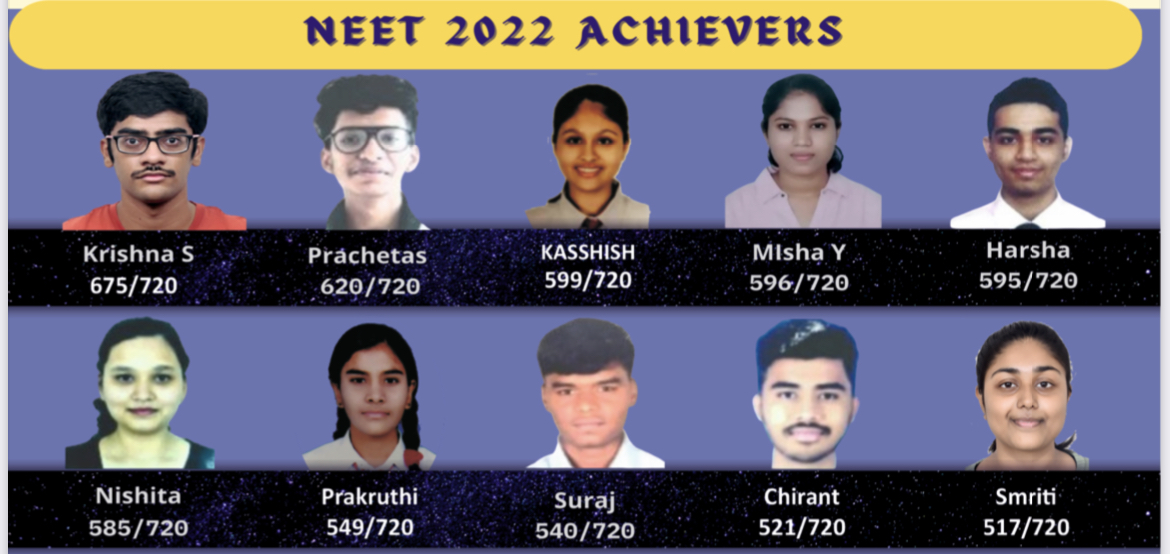 NEET 2022 ACHIEVERS
Krishna S
675/720
Prachetas
620/720
KASSHISH
599/720
MIsha Y
596/720
Harsha
595/720
Nishita
585/720
Prakruthi
549/720
Suraj
540/720
Chirant
521/720
Smriti
517/720